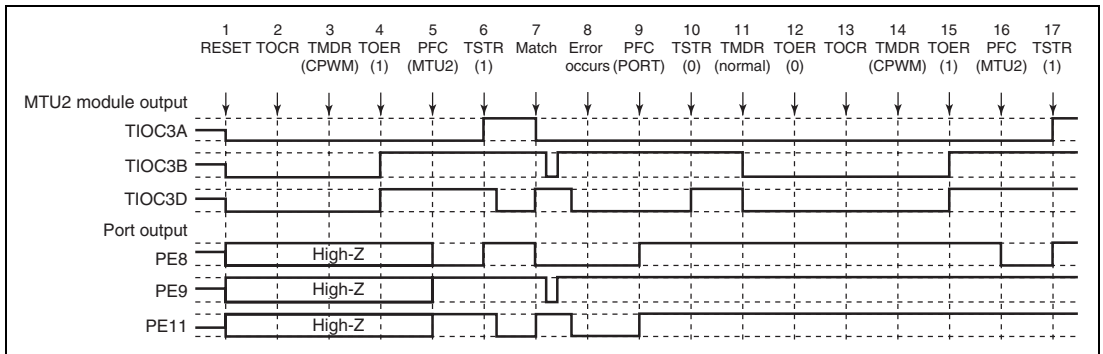 1 2 3 4 5 6 7 8 9 10 11 12 13 14 15 16 17
RESET TOCR TMDR TOER PFC TSTR Match Error PFC TSTR TMDR TOER TOCR TMDR TOER PFC TSTR
(CPWM) (1) (MTU2) (1) occurs (PORT) (0) (normal) (0) (CPWM) (1) (MTU2) (1)
MTU2 module output
TIOC3A
TIOC3B
TIOC3D
Port output
PE8 High-Z
PE9 High-Z
PE11 High-Z